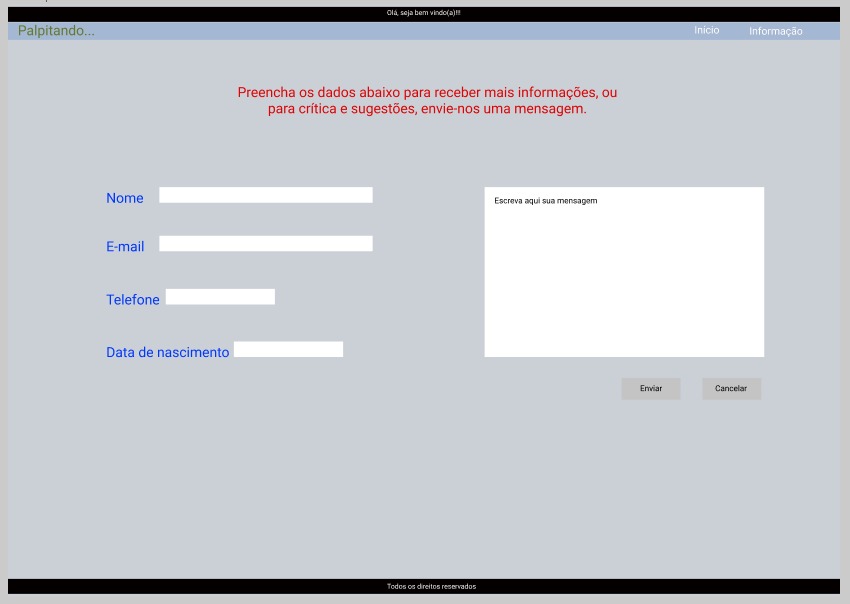 Olá, seja bem vindo(a)!!!
Palpitando...
Início
Informação
Preencha os dados abaixo para receber mais informações, ou
para crítica e sugestões, envie-nos uma mensagem.
Nome
Escreva aqui sua mensagem
E-mail
Telefone
Data de nascimento
Enviar
Cancelar
Todos os direitos reservados